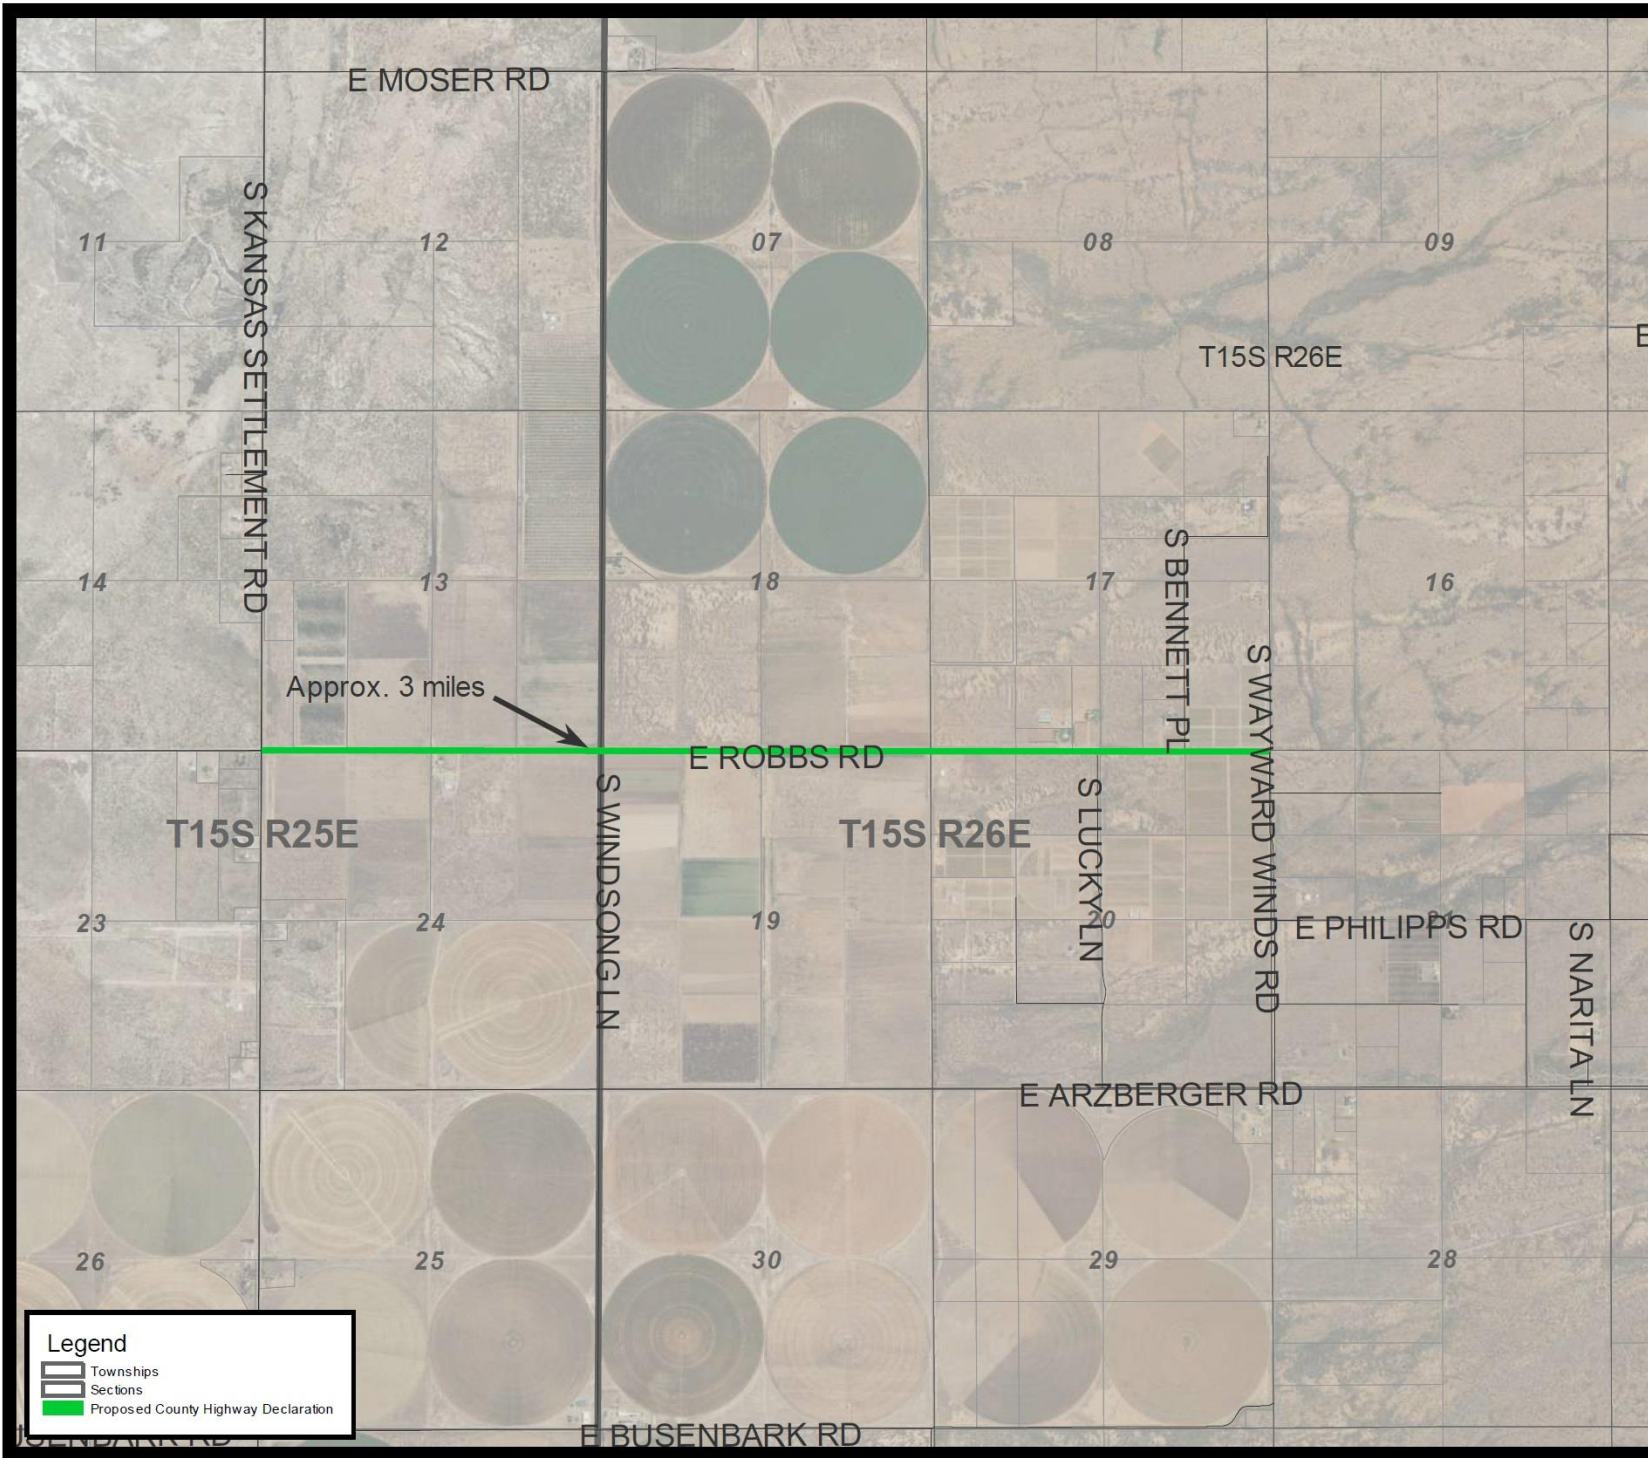 E MOSER RD
S KANSAS SETTLEMENT RD
11
12
07
08
09
T15S R26E
E
14
13
18
17
16
S BENNETT PL
S WAYWARD WINDS RD
Approx. 3 miles
E ROBBS RD
S WINDSONG LN
S LUCKY LN
T15S R25E
T15S R26E
23
24
19
20
21
E PHILIPPS RD
S NARITA LN
E ARZBERGER RD
26
25
30
29
28
Legend
Townships
Sections
Proposed County Highway Declaration
E BUSENBARK RD